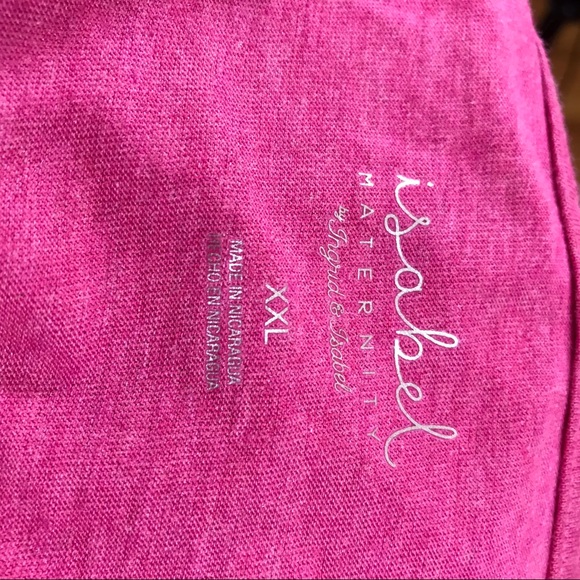 isabel
MATERNITY
by Ingrid & Isabel
XXL
MADE IN NICARAGUA
HECHO EN NICARAGUA